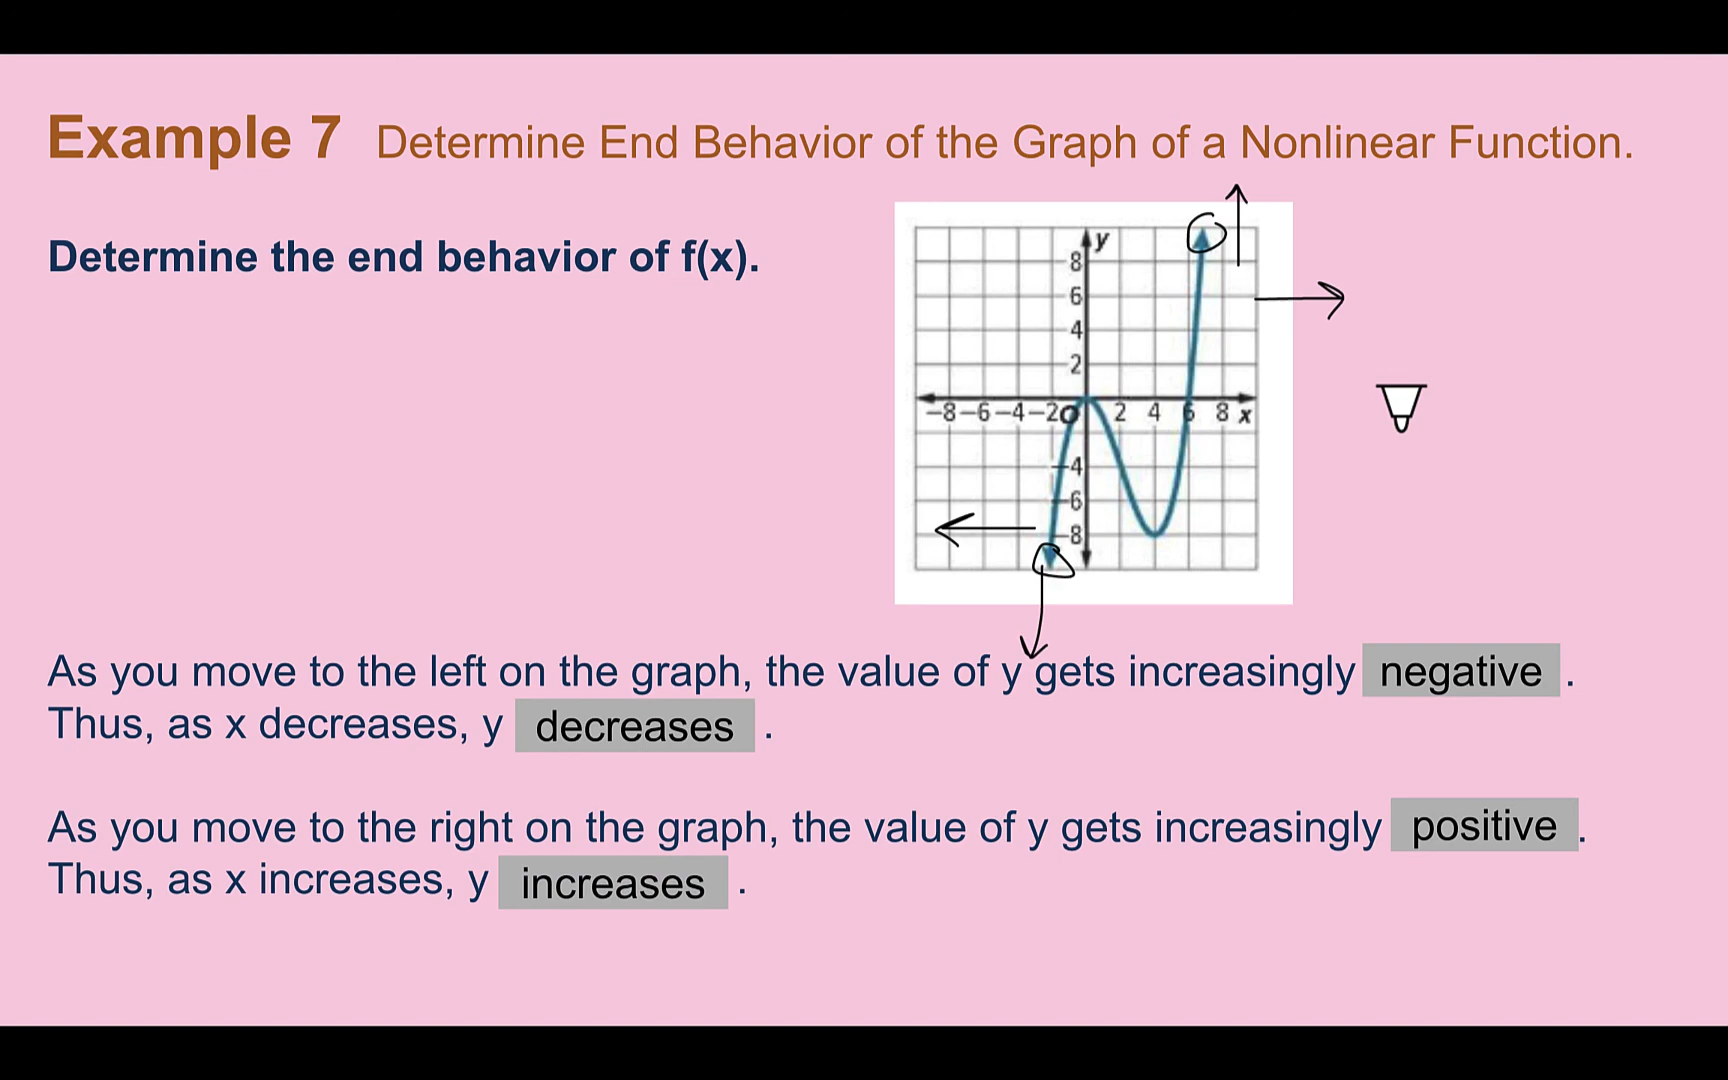 Example 7 Determine End Behavior of the Graph of a Nonlinear Function.
Determine the end behavior of f(x).
y
8
6
4
2
−8 −6 −4 −2 O 2 4 6 8 x
−4
−6
−8
As you move to the left on the graph, the value of y gets increasingly negative .
Thus, as x decreases, y decreases .
As you move to the right on the graph, the value of y gets increasingly positive .
Thus, as x increases, y increases .